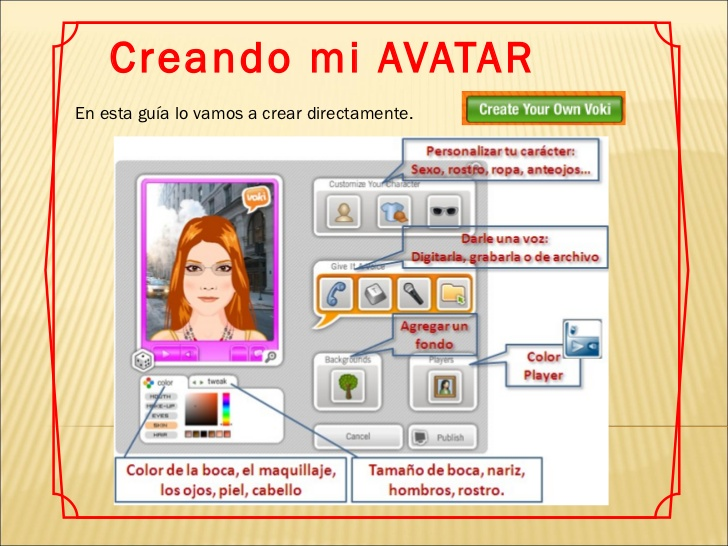 Creando mi AVATAR
En esta guía lo vamos a crear directamente.
Create Your Own Voki
Personalizar tu carácter:
Sexo, rostro, ropa, anteojos...
voki
Customize Your Character
Darle una voz:
Digitarla, grabarla o de archivo
Give It A Voice
Agregar un
fondo
Backgrounds
Players
Color
Player
color
tweak
MOUTH
MAKE-UP
EYES
SKIN
HAIR
Cancel
Publish
Color de la boca, el maquillaje,
los ojos, piel, cabello
Tamaño de boca, nariz,
hombros, rostro.